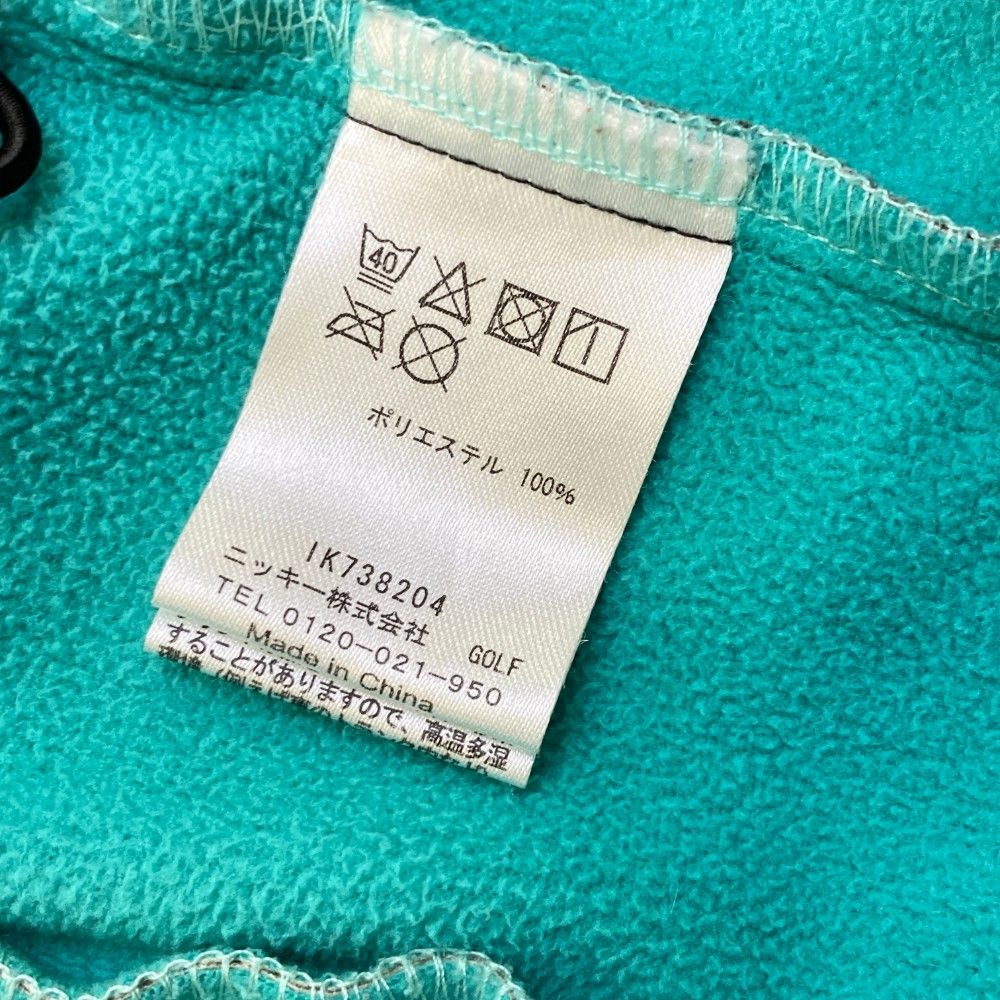 40
ポリエステル 100%
IK738204
ニッキー株式会社 GOLF
TEL 0120-021-950
Made in China
することがありますので、高温多湿